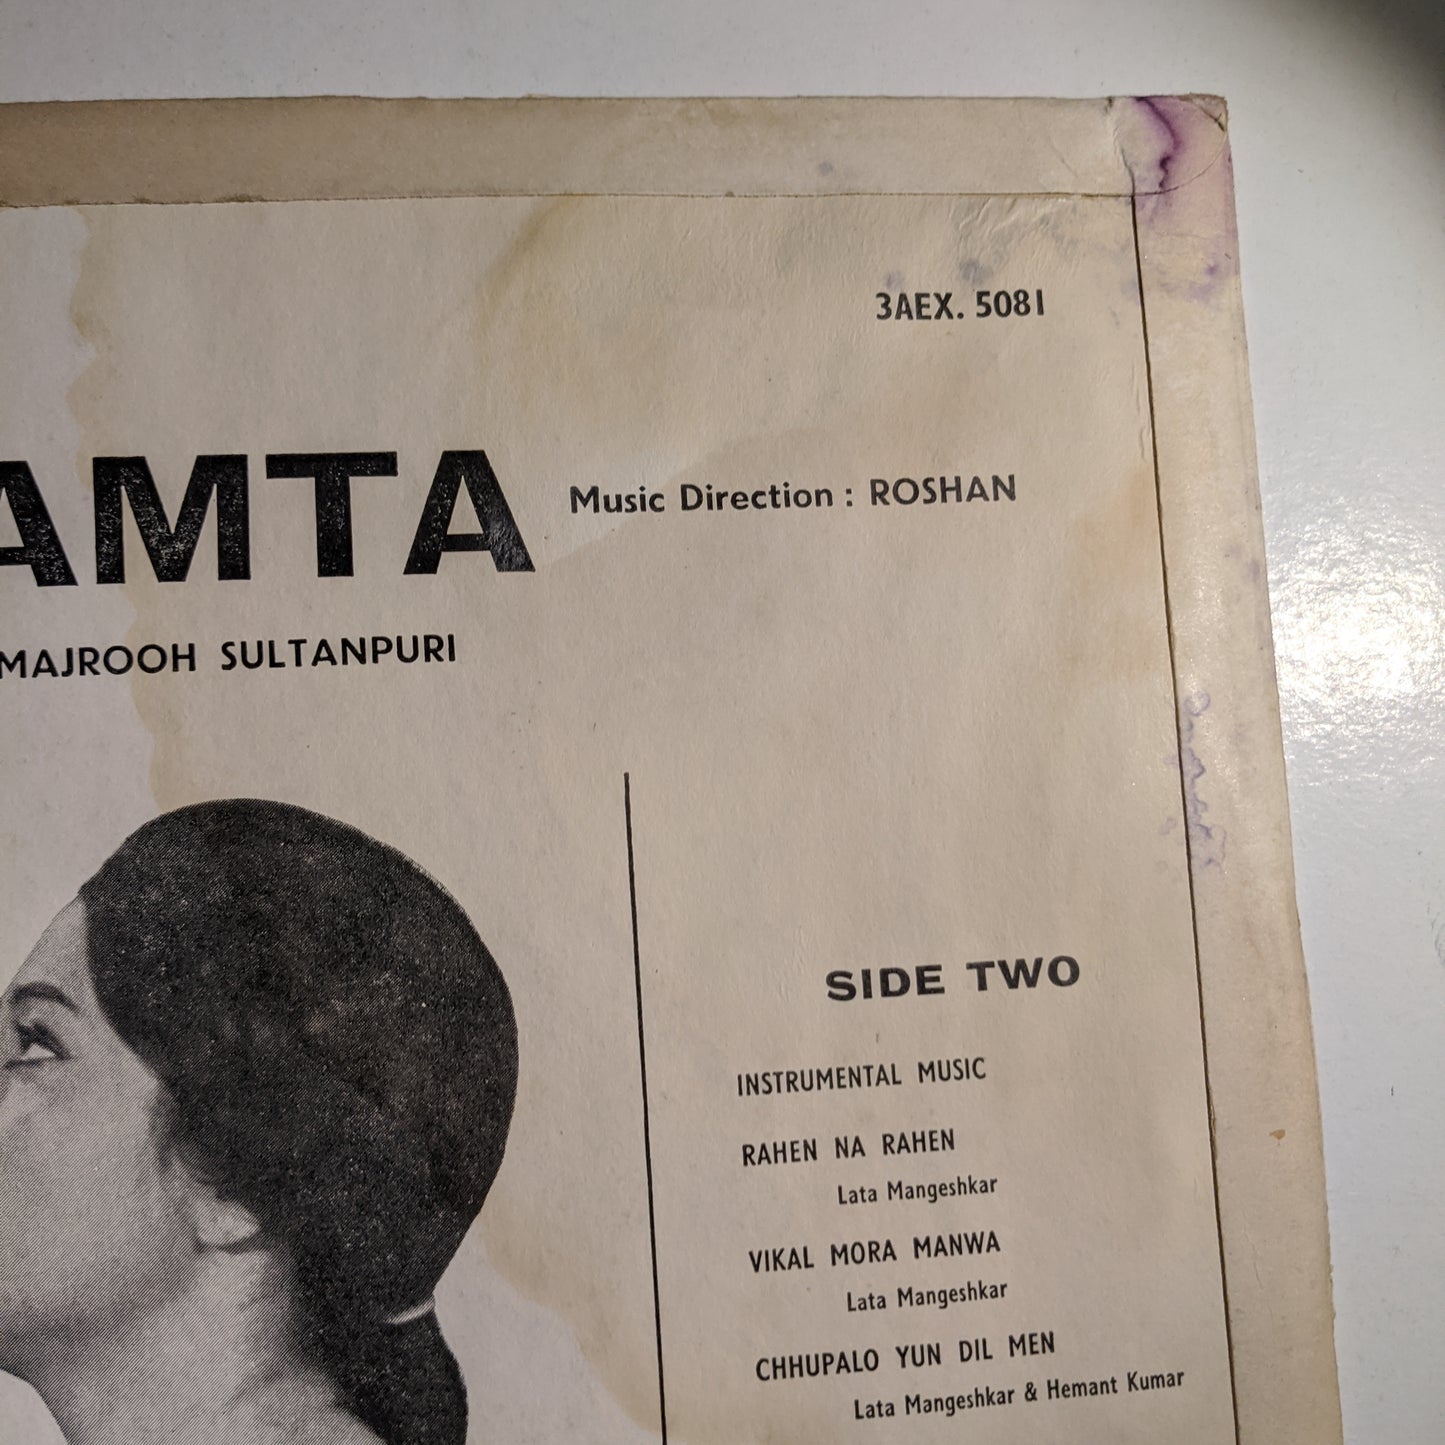 3AEX. 5081
AMTA Music Direction : ROSHAN
MAJROOH SULTANPURI
SIDE TWO
INSTRUMENTAL MUSIC
RAHEN NA RAHEN
Lata Mangeshkar
VIKAL MORA MANWA
Lata Mangeshkar
CHHUPALO YUN DIL MEN
Lata Mangeshkar & Hemant Kumar